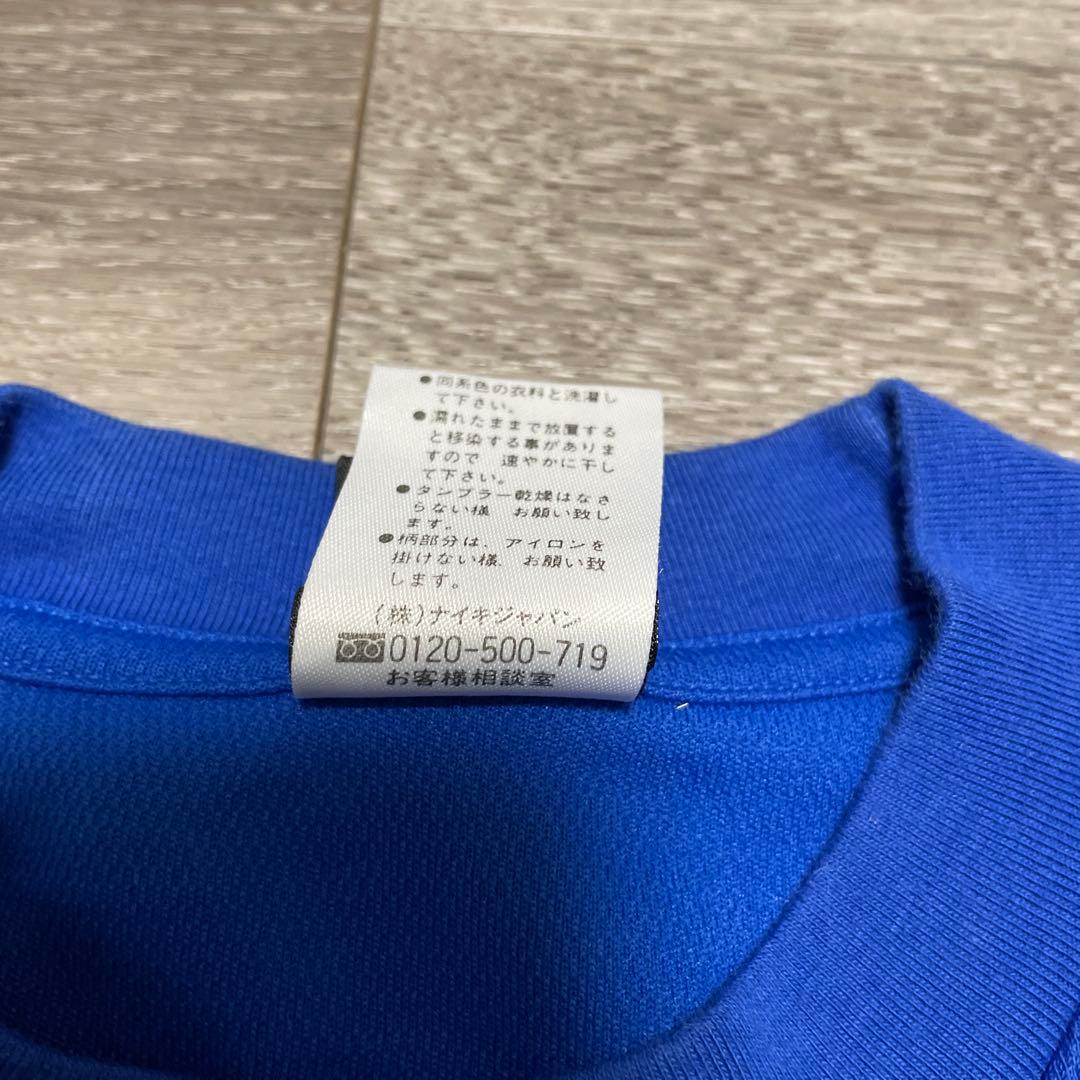 ●同系色の衣料と洗濯し
て下さい。
●濡れたままで放置する
と移染する事がありま
すので 速やかに干し
て下さい。
●タンブラー乾燥はなさ
らない様 お願い致し
ます。
●柄部分は、アイロンを
掛けない様、お願い致
します。
(株)ナイキジャパン
0120-500-719
お客様相談室